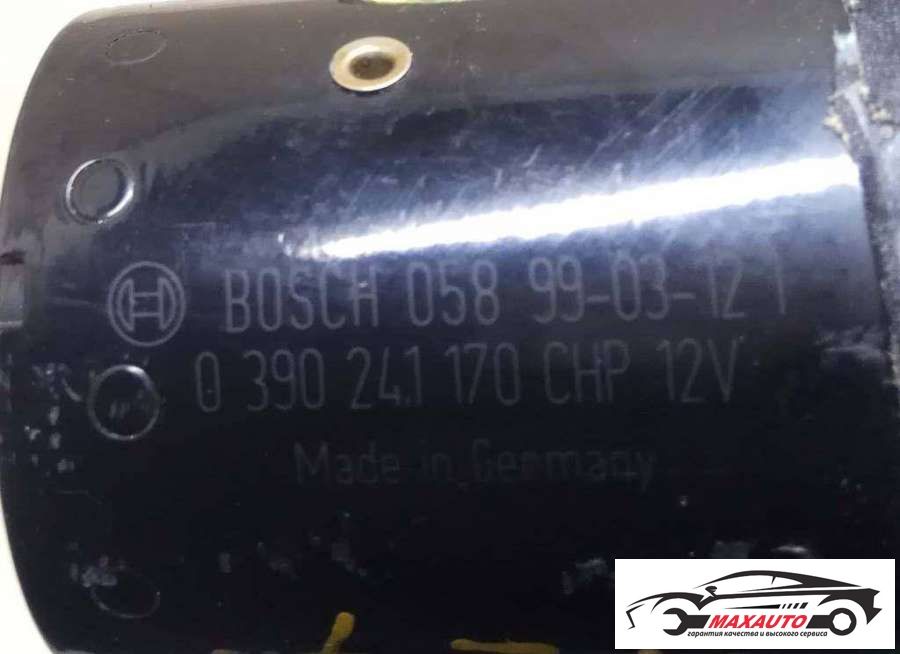 BOSCH 058 99-03-12 1
0 390 241 170 CHP 12V
Made in Germany
MAXAUTO
гарантия качества и высокого сервиса